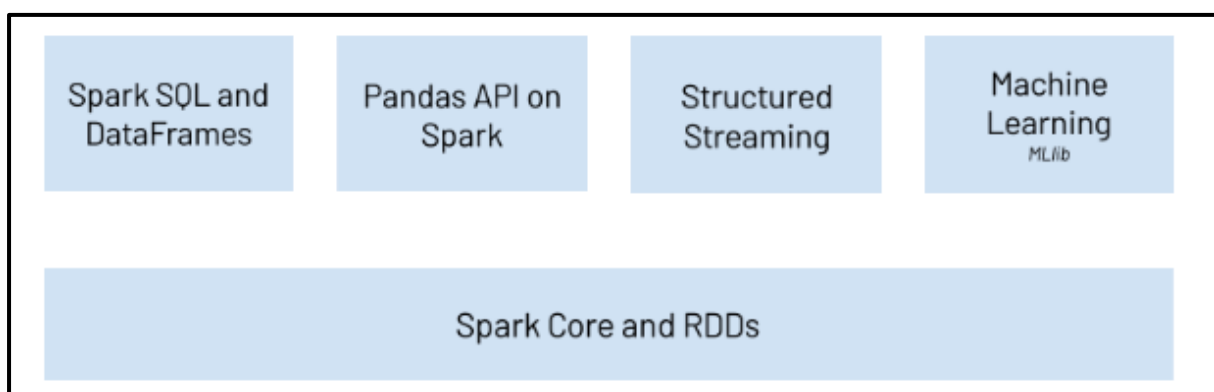 Spark SQL and
DataFrames
Pandas API on
Spark
Structured
Streaming
Machine
Learning
MLlib
Spark Core and RDDs